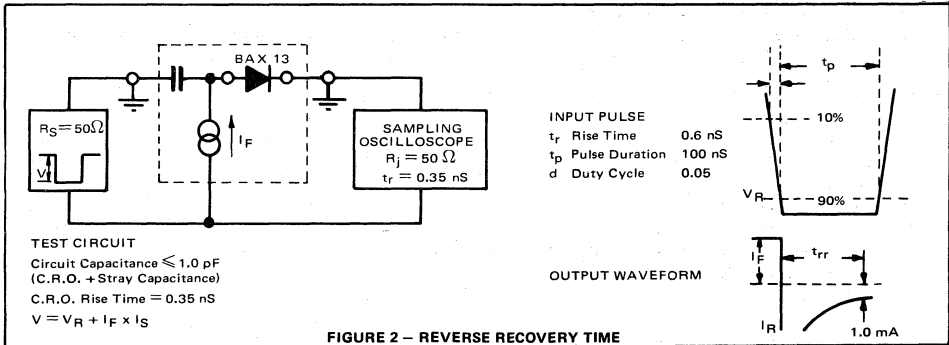 BAX 13
R_S = 50Ω
V
I_F
SAMPLING
OSCILLOSCOPE
R_j = 50 Ω
t_r = 0.35 nS
TEST CIRCUIT
Circuit Capacitance ≤ 1.0 pF
(C.R.O. + Stray Capacitance)
C.R.O. Rise Time = 0.35 nS
V = V_R + I_F x I_S
INPUT PULSE
t_r Rise Time 0.6 nS
t_p Pulse Duration 100 nS
d Duty Cycle 0.05
t_p
10%
V_R
90%
OUTPUT WAVEFORM
I_F
t_rr
I_R
1.0 mA
FIGURE 2 – REVERSE RECOVERY TIME